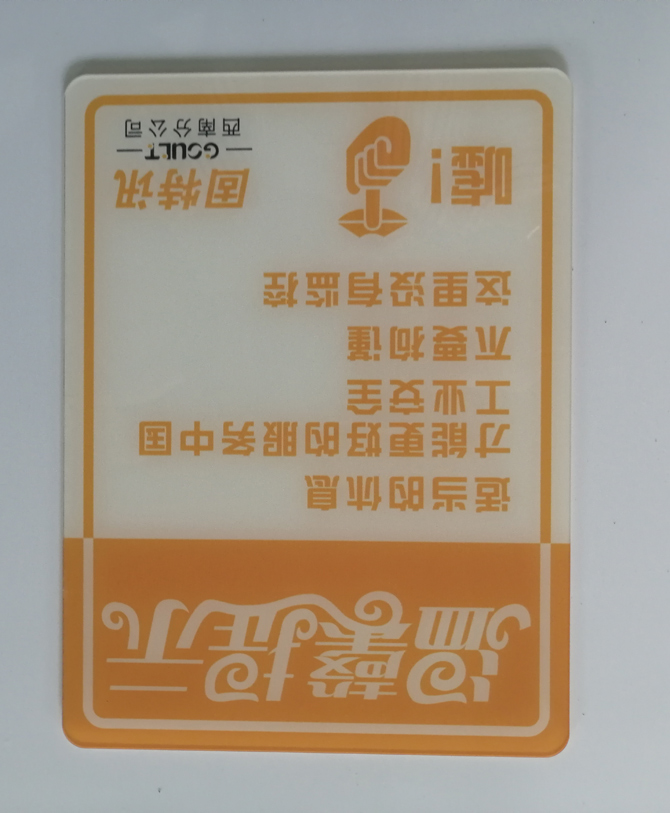 温馨提示
适当的休息
才能更好的服务中国
工业安全
不要拘谨
这里没有监控
嘘!
固特讯
GOULT
西南分公司